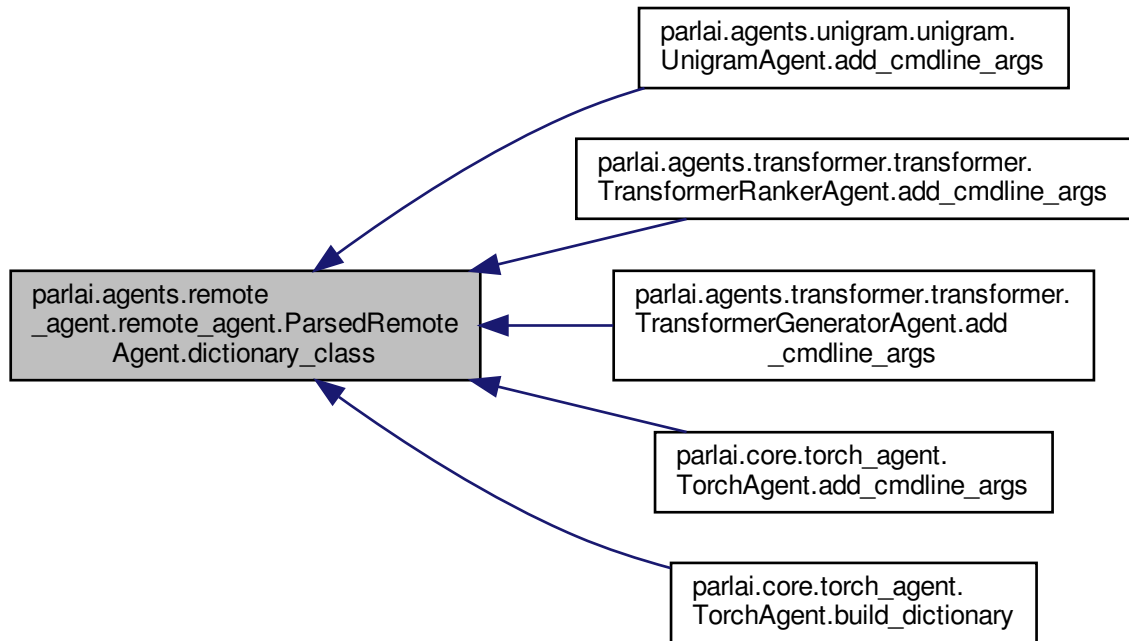 parlai.agents.unigram.unigram.
UnigramAgent.add_cmdline_args
parlai.agents.transformer.transformer.
TransformerRankerAgent.add_cmdline_args
parlai.agents.remote
_agent.remote_agent.ParsedRemote
Agent.dictionary_class
parlai.agents.transformer.transformer.
TransformerGeneratorAgent.add
_cmdline_args
parlai.core.torch_agent.
TorchAgent.add_cmdline_args
parlai.core.torch_agent.
TorchAgent.build_dictionary